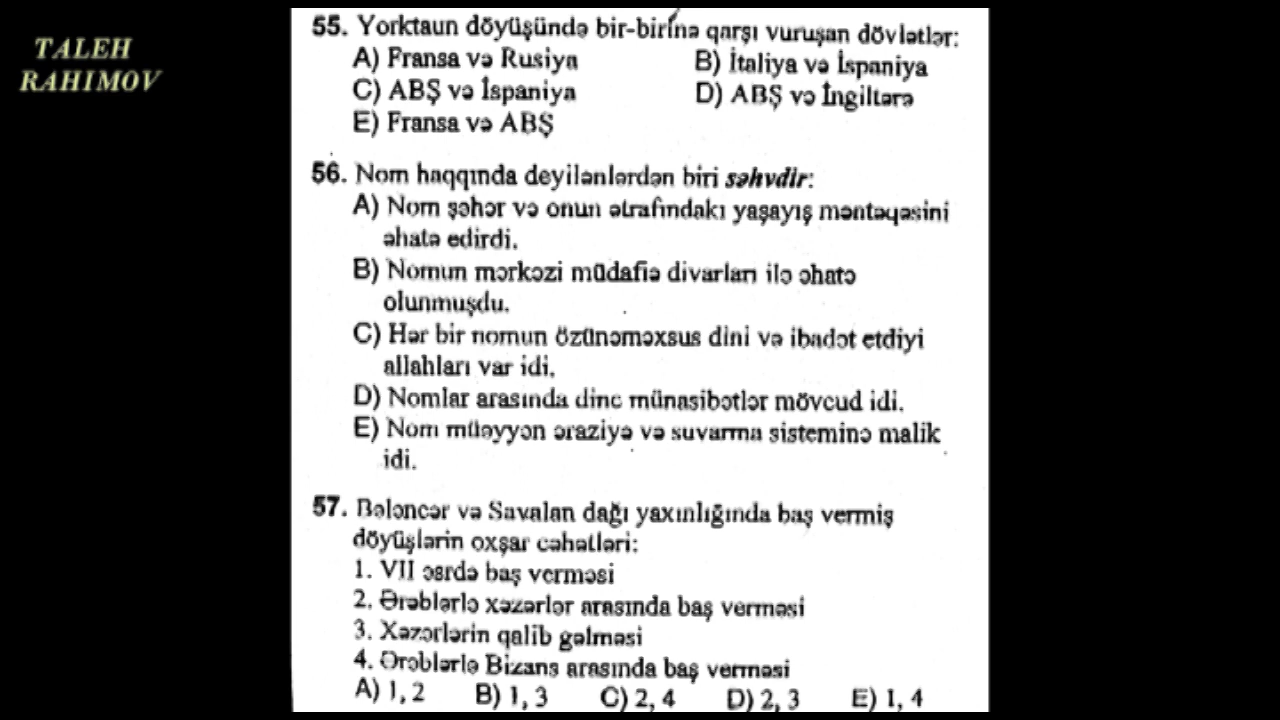 TALEH
RAHIMOV
55. Yorktaun döyüşündə bir-birinə qarşı vuruşan dövlətlər:
A) Fransa və Rusiya B) İtaliya və İspaniya
C) ABŞ və İspaniya D) ABŞ və İngiltərə
E) Fransa və ABŞ
56. Nom haqqında deyilənlərdən biri səhvdir:
A) Nom şəhər və onun ətrafındakı yaşayış məntəqəsini
əhatə edirdi.
B) Nomun mərkəzi müdafiə divarları ilə əhatə
olunmuşdu.
C) Hər bir nomun özünəməxsus dini və ibadət etdiyi
allahları var idi.
D) Nomlar arasında dinc münasibətlər mövcud idi.
E) Nom müəyyən əraziyə və suvarma sisteminə malik
idi.
57. Bələncər və Savalan dağı yaxınlığında baş vermiş
döyüşlərin oxşar cəhətləri:
1. VII əsrdə baş verməsi
2. Ərəblərlə xəzərlər arasında baş verməsi
3. Xəzərlərin qalib gəlməsi
4. Ərəblərlə Bizans arasında baş verməsi
A) 1, 2 B) 1, 3 C) 2, 4 D) 2, 3 E) 1, 4